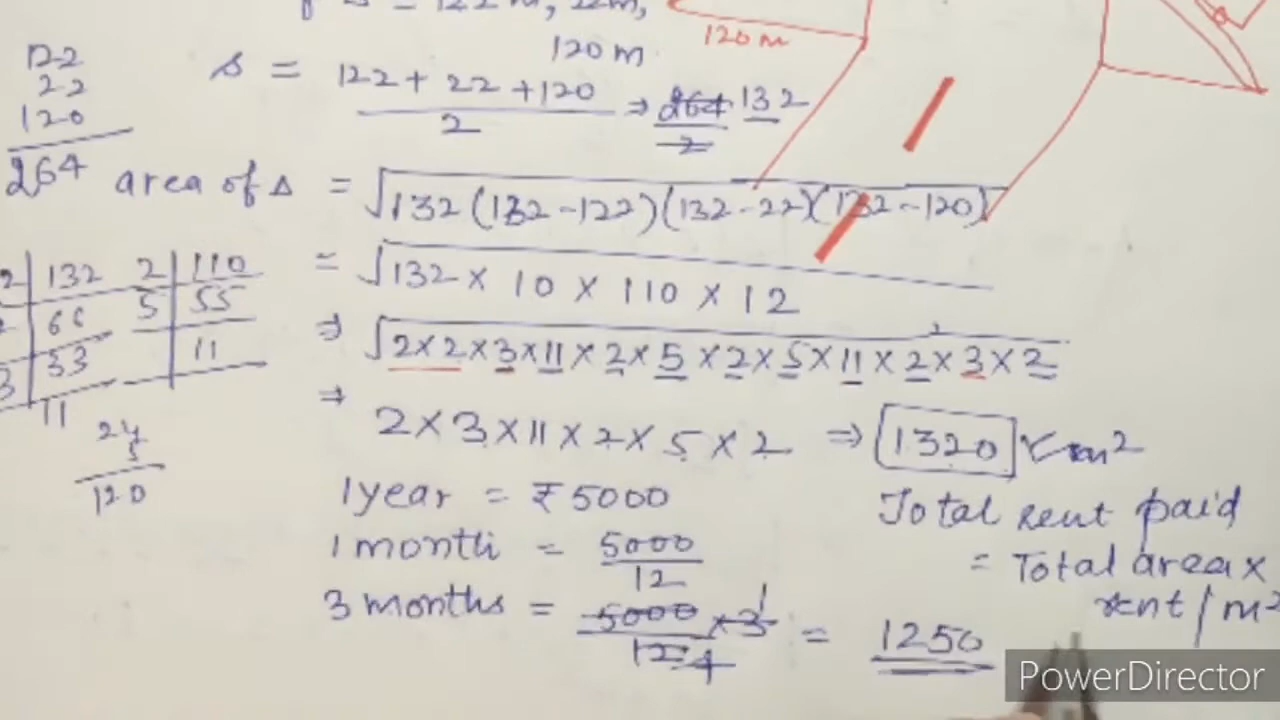 = 122 m, 22m,
120 m
120 m
122
22
120
264
s = 122 + 22 + 120 / 2 ⇒ 264 / 2 132
area of Δ = √132 (132 - 122) (132 - 22) (132 - 120)
= √132 × 10 × 110 × 12
2 | 132 2 | 110
66 5 | 55
3 | 33 11
11
⇒ √2×2×3×11×2×5×2×5×11×2×3×2
⇒ 2×3×11×2×5×2 ⇒ 1320 m²
24
5
120
1 year = ₹ 5000
1 month = 5000 / 12
3 months = 5000 / 12 × 3 = 1250
1
4
Total rent paid
= Total area ×
rent / m²
PowerDirector